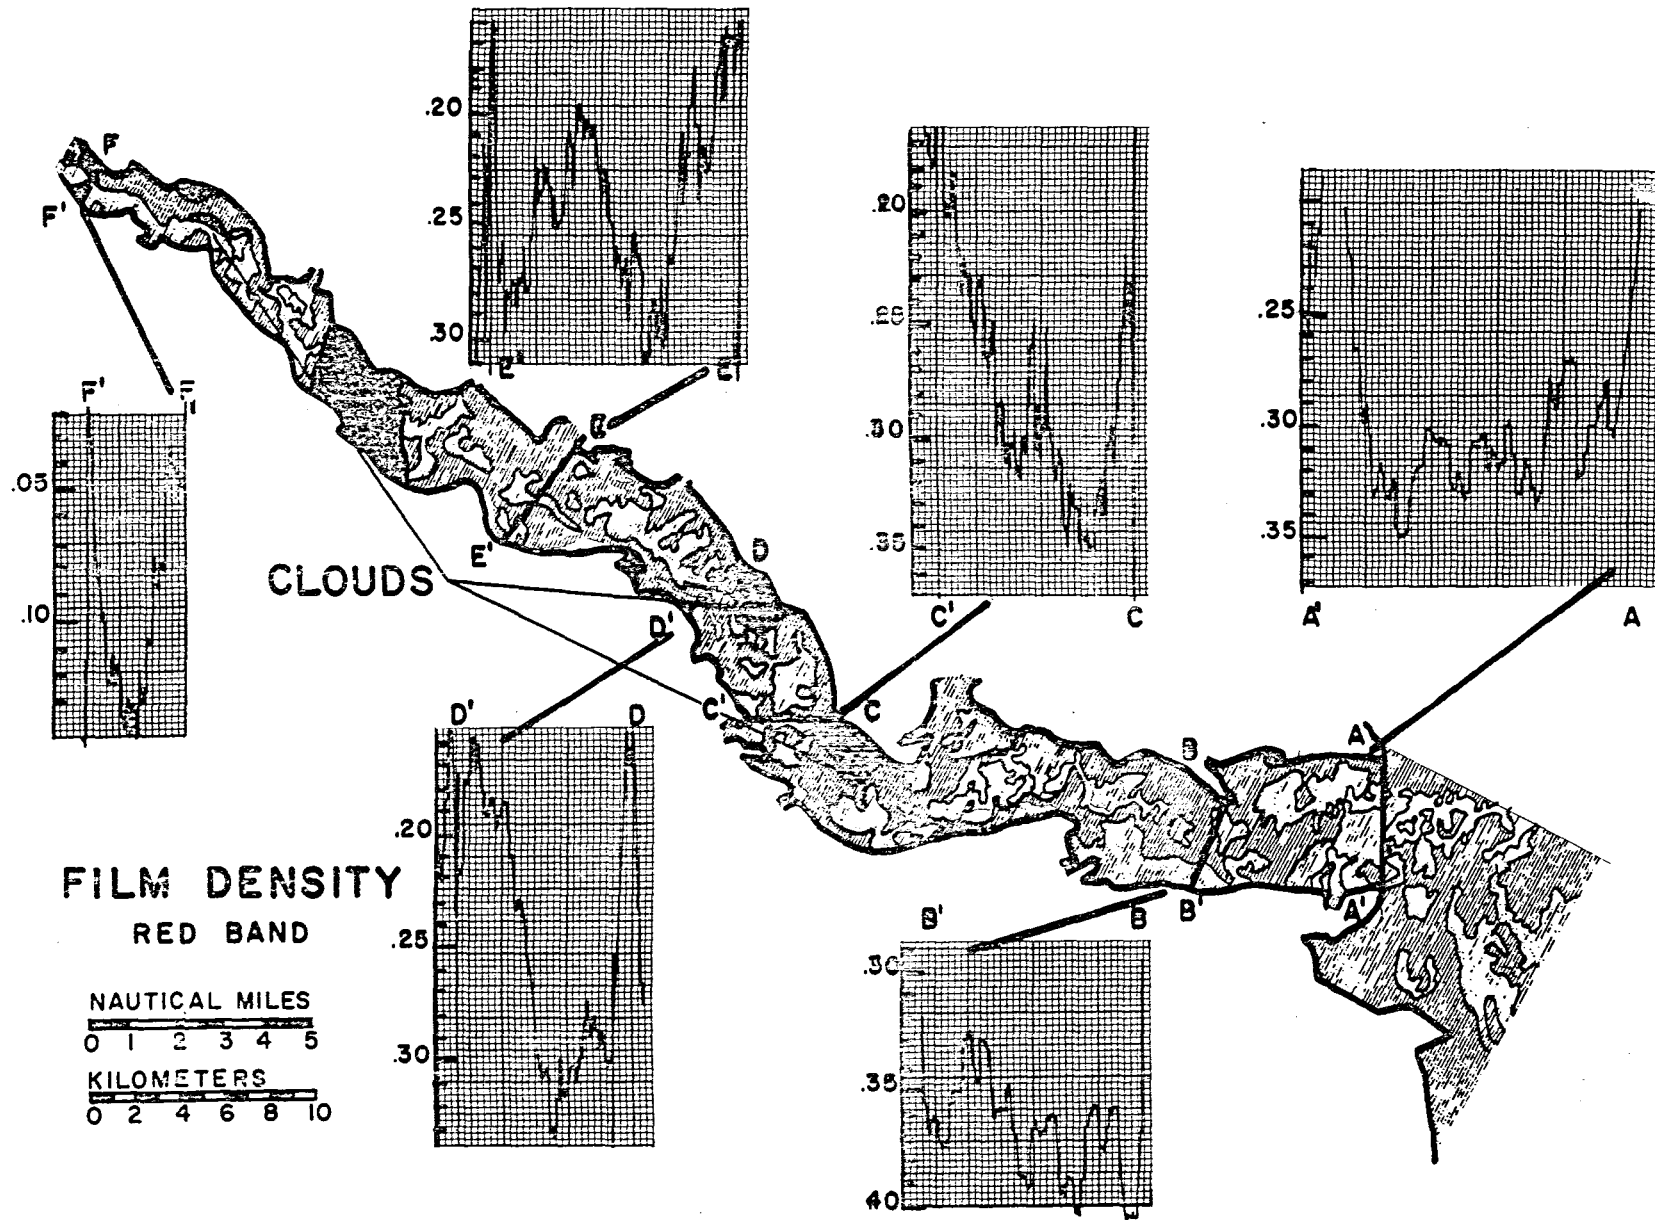 .20
.25
.30
E'
E
F
F'
F'
F
.05
.10
.20
.25
.30
.35
C'
C
.25
.30
.35
A'
A
E
E'
CLOUDS
D
D'
C'
C
B
A
B'
A'
D'
D
.20
.25
.30
FILM DENSITY
RED BAND
NAUTICAL MILES
0 1 2 3 4 5
KILOMETERS
0 2 4 6 8 10
B'
B
.30
.35
.40